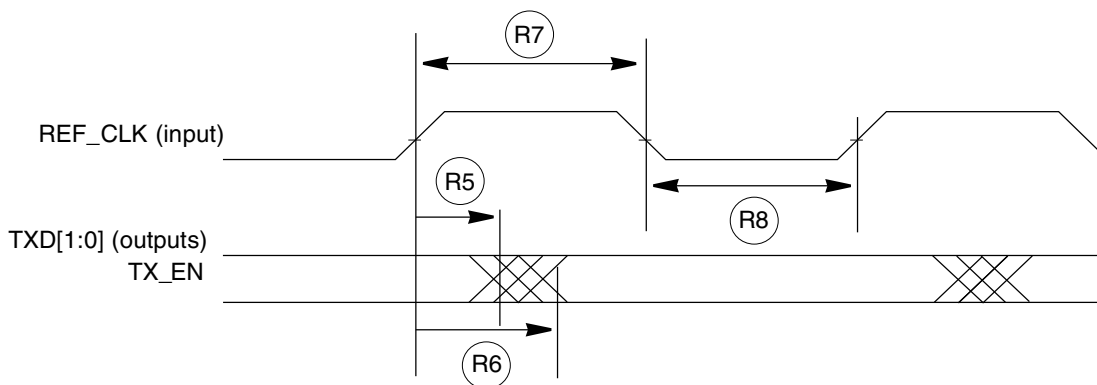 R7
REF_CLK (input)
R5
R8
TXD[1:0] (outputs)
TX_EN
R6